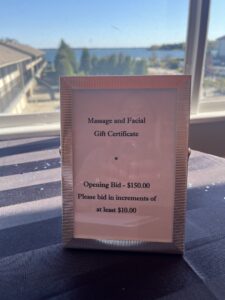 Massage and Facial
Gift Certificate
Opening Bid - $150.00
Please bid in increments of
at least $10.00